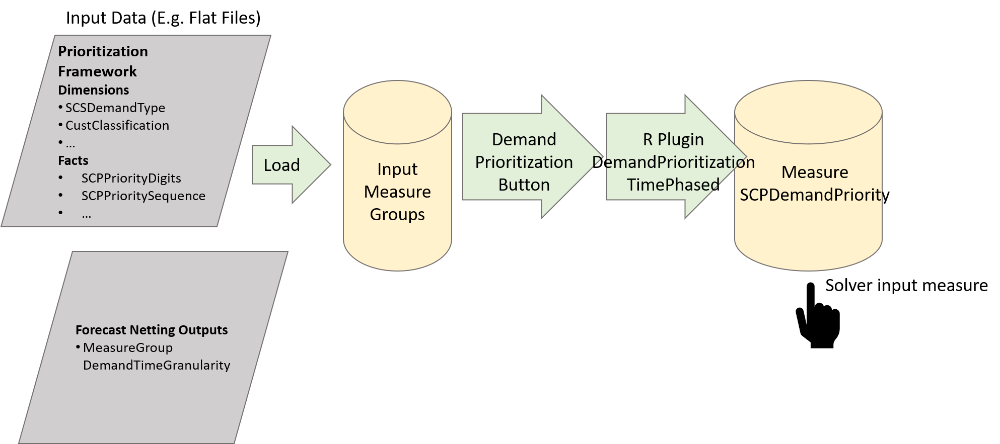 Input Data (E.g. Flat Files)
Prioritization
Framework
Dimensions
• SCSDemandType
• CustClassification
• ...
Facts
• SCPPriorityDigits
• SCPPrioritySequence
• ...
Load
Input
Measure
Groups
Demand
Prioritization
Button
R Plugin
DemandPrioritization
TimePhased
Measure
SCPDemandPriority
Solver input measure
Forecast Netting Outputs
• MeasureGroup
DemandTimeGranularity